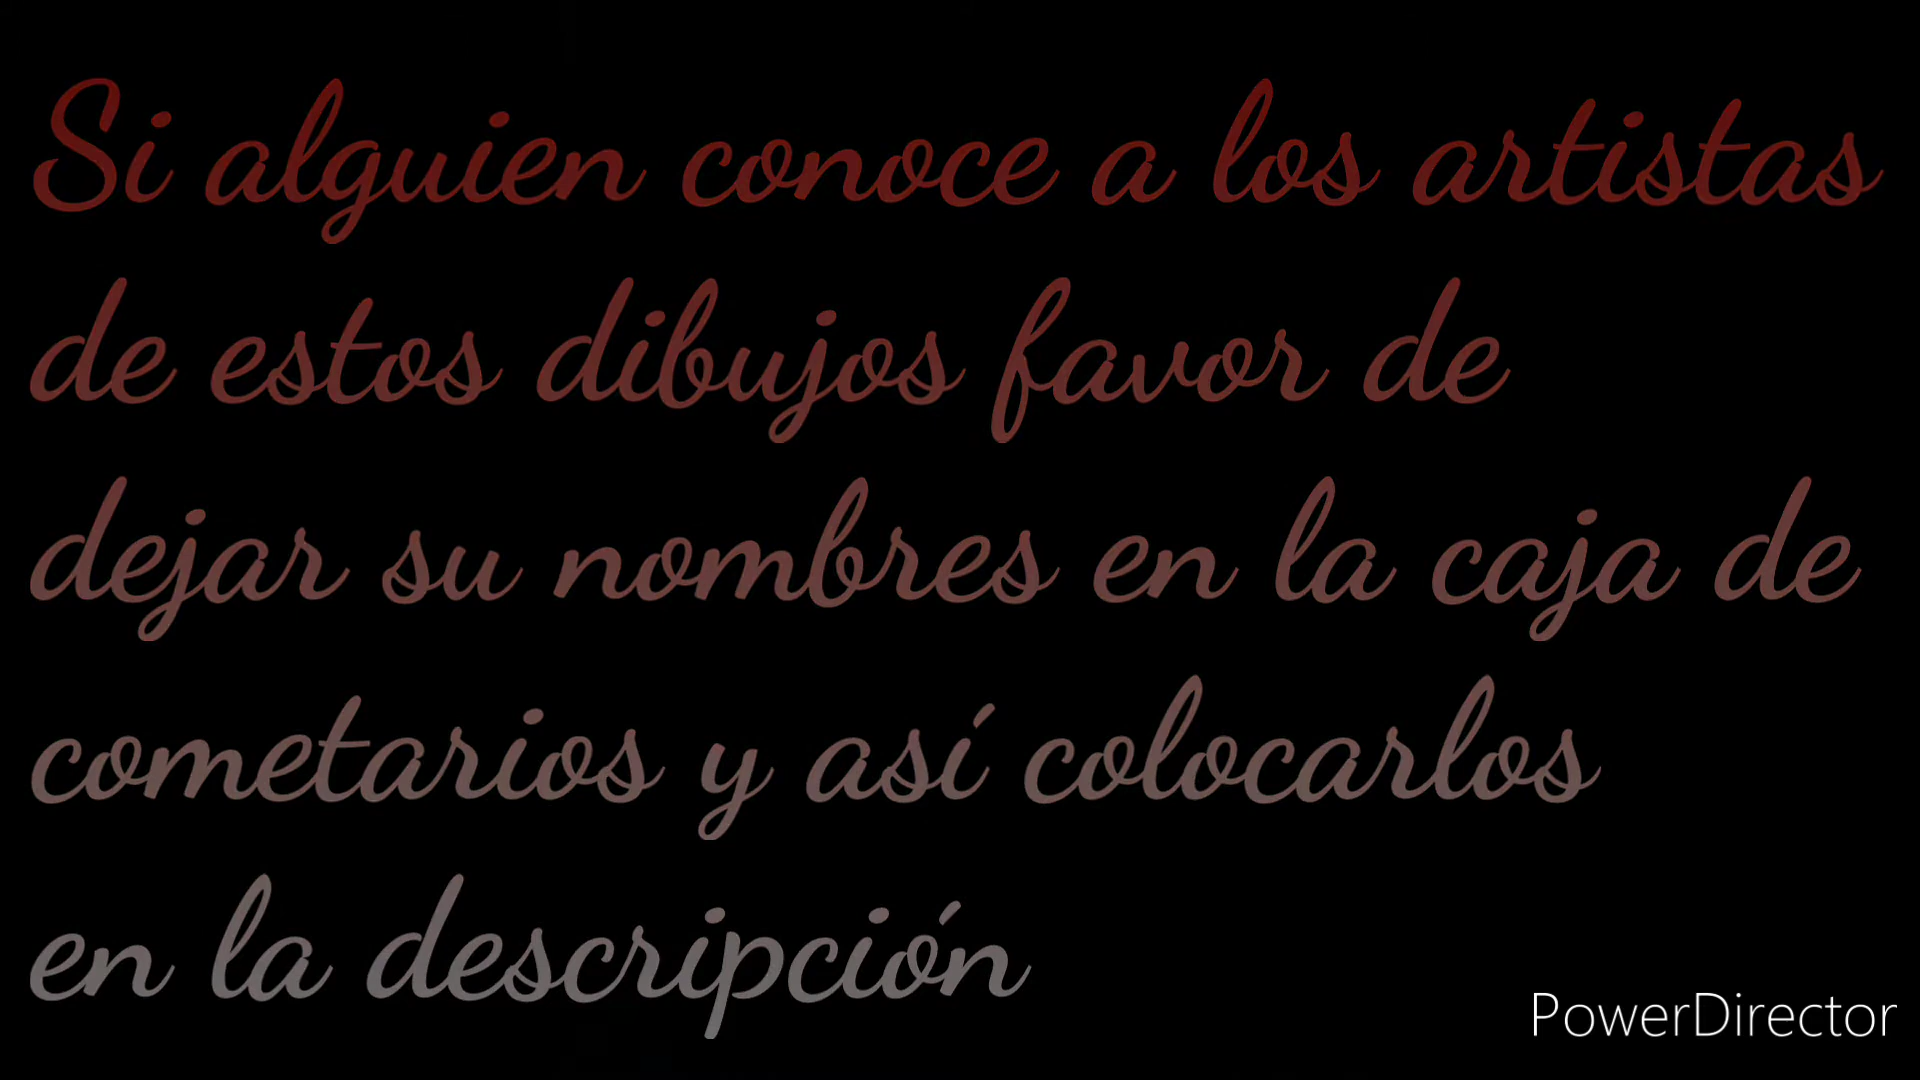 Si alguien conoce a los artistas
de estos dibujos favor de
dejar su nombres en la caja de
cometarios y así colocarlos
en la descripción
PowerDirector